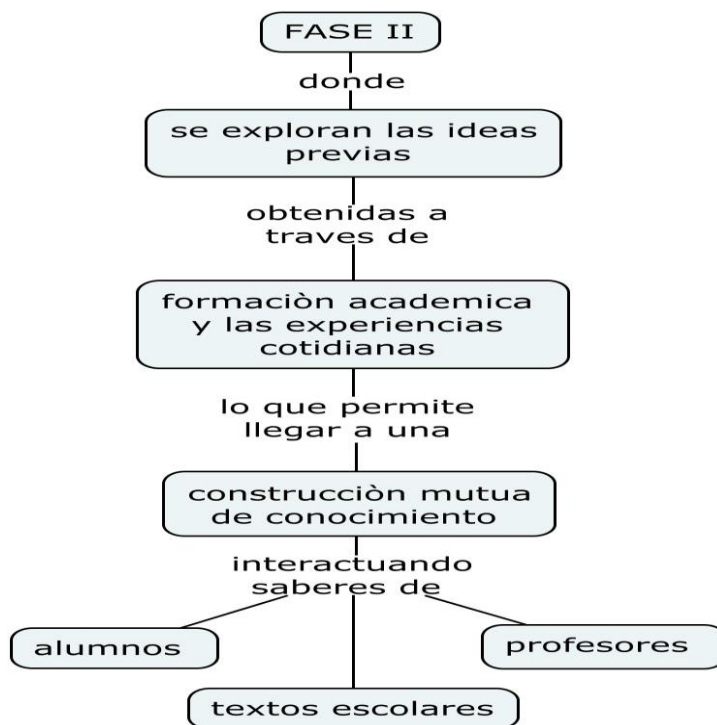 FASE II
donde
se exploran las ideas
previas
obtenidas a
traves de
formaciòn academica
y las experiencias
cotidianas
lo que permite
llegar a una
construcciòn mutua
de conocimiento
interactuando
saberes de
alumnos
profesores
textos escolares